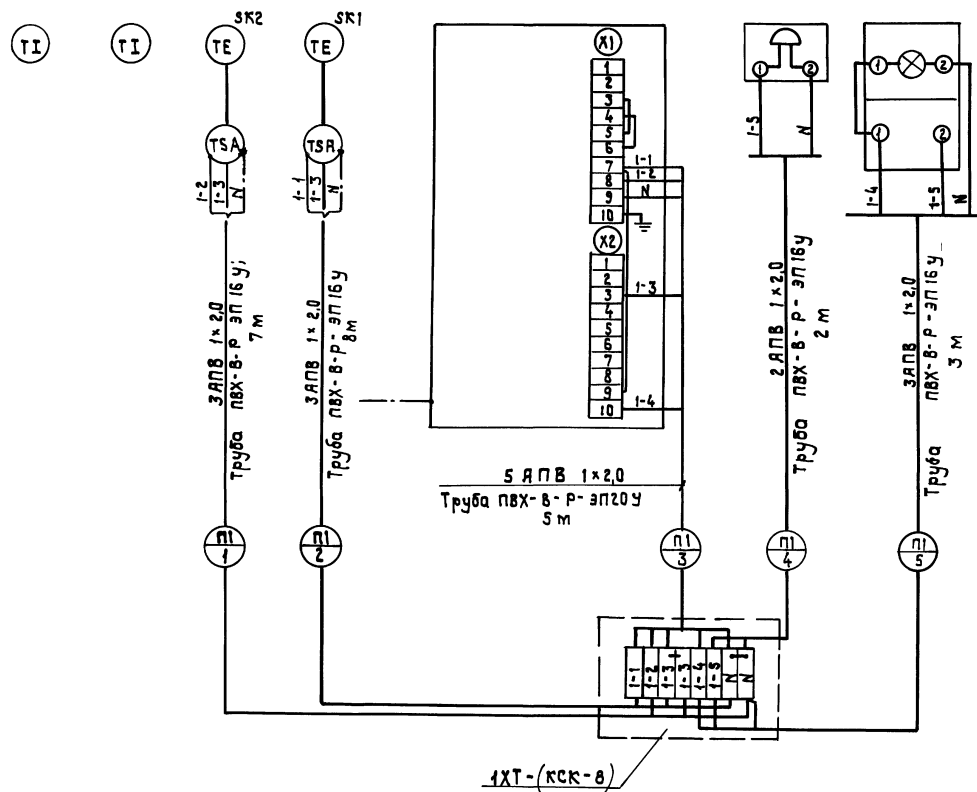 TI
TI
TE
SK2
TE
SK1
TSA
TSA
1-2
1-3
N
1-1
1-3
N
X1
1
2
3
4
5
6
7
8
9
10
1-1
1-2
N
X2
1
2
3
4
5
6
7
8
9
10
1-3
1-4
1
2
1-5
N
1
2
1
2
1-4
1-5
N
3АПВ 1×2,0
Труба ПВХ-В-Р-ЭП16У;
7м
3АПВ 1×2,0
Труба ПВХ-В-Р-ЭП16У
8м
5 АПВ 1×2,0
Труба ПВХ-В-Р-ЭП20У
5м
2АПВ 1×2,0
Труба ПВХ-В-Р-ЭП16У
2м
3АПВ 1×2,0
Труба ПВХ-В-Р-ЭП16У
3м
П1
1
П1
2
П1
3
П1
4
П1
5
1-1
1-2
1-3
1-3
1-4
1-5
N
N
1ХТ-(КСК-8)